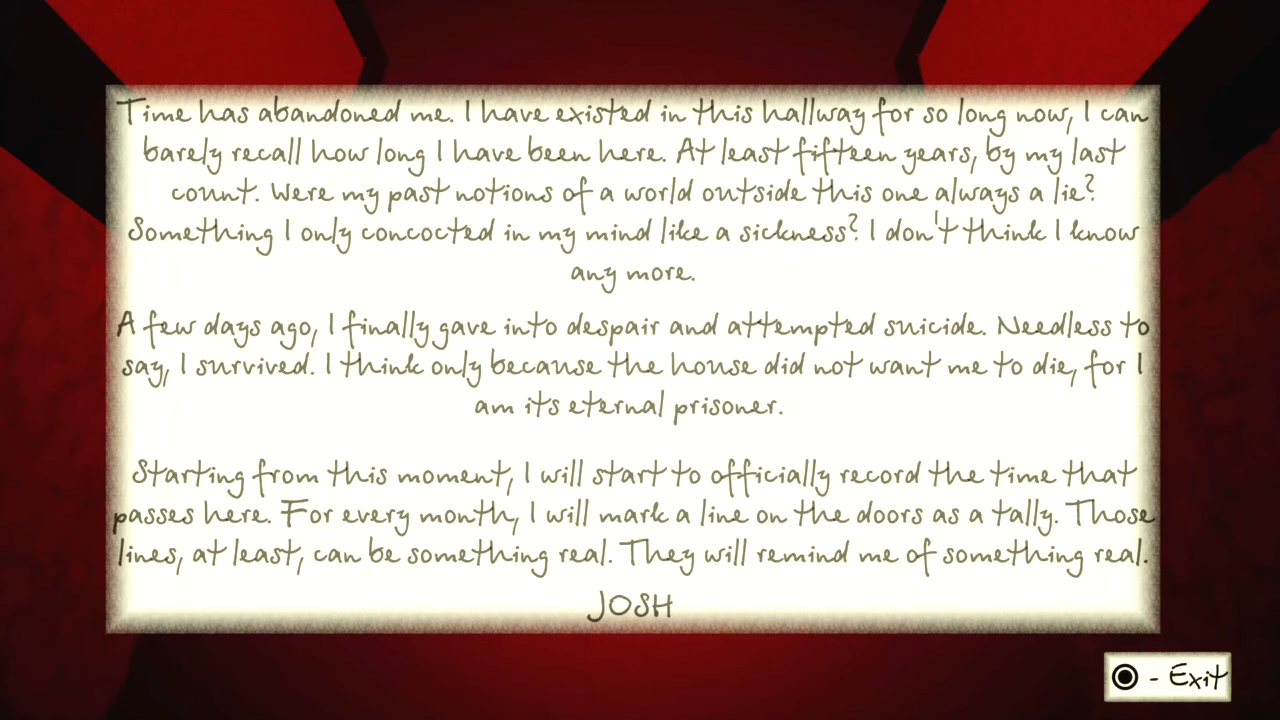 Time has abandoned me. I have existed in this hallway for so long now, I can
barely recall how long I have been here. At least fifteen years, by my last
count. Were my past notions of a world outside this one always a lie?
Something I only concocted in my mind like a sickness? I don't think I know
any more.
A few days ago, I finally gave into despair and attempted suicide. Needless to
say, I survived. I think only because the house did not want me to die, for I
am its eternal prisoner.
Starting from this moment, I will start to officially record the time that
passes here. For every month, I will mark a line on the doors as a tally. Those
lines, at least, can be something real. They will remind me of something real.
JOSH
- Exit